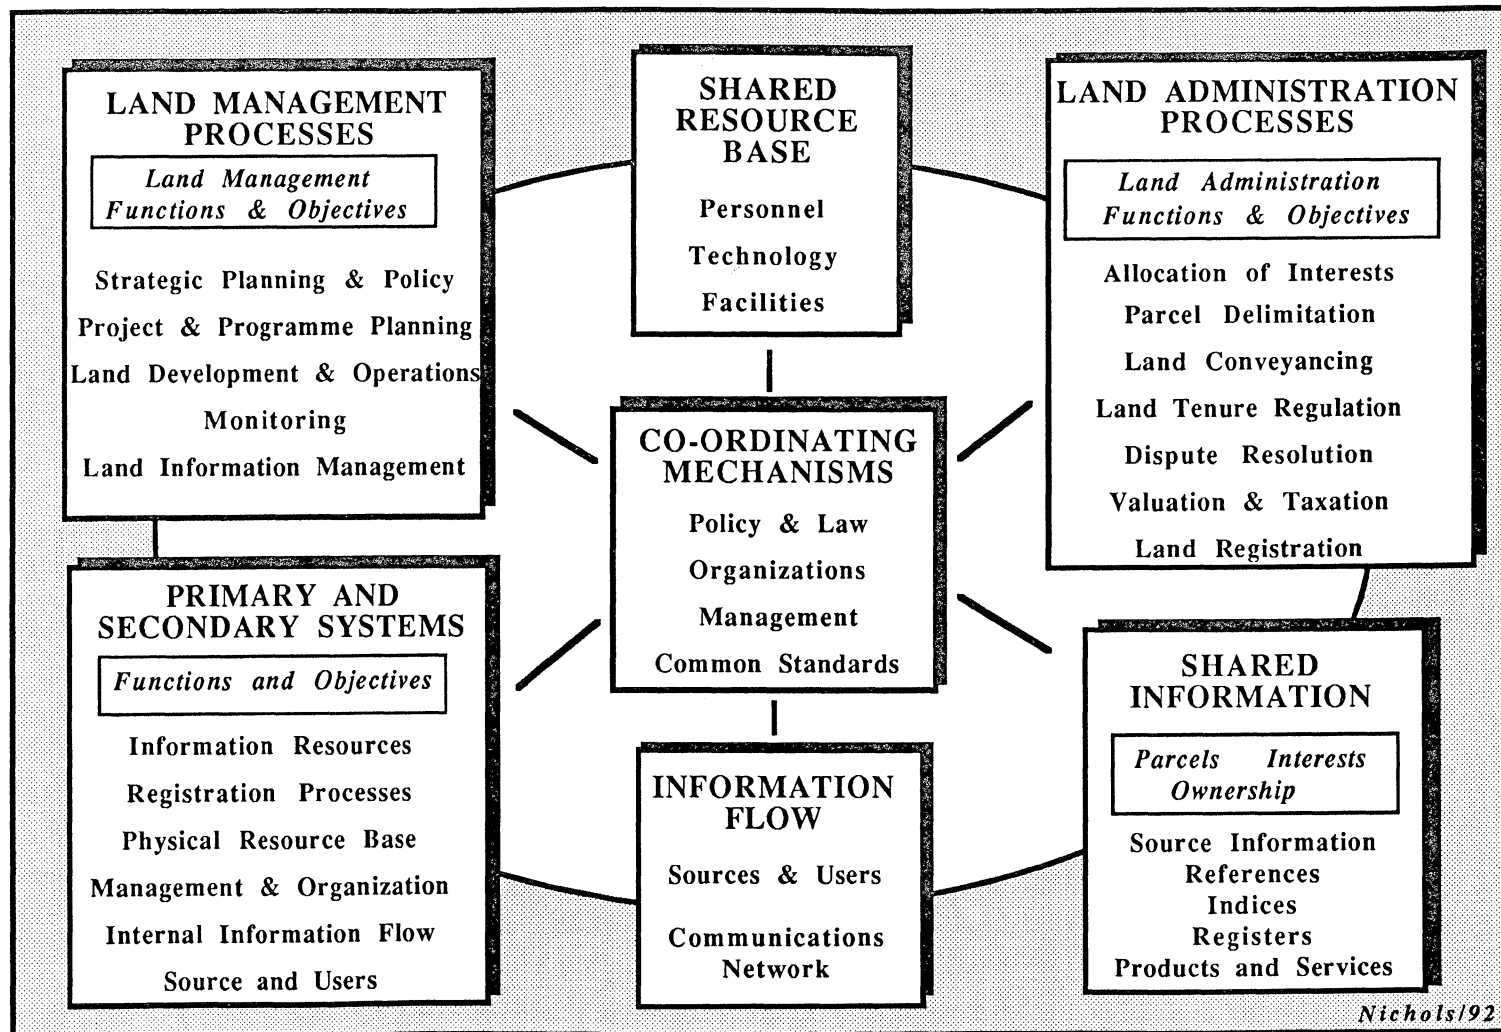 LAND MANAGEMENT
PROCESSES
Land Management
Functions & Objectives
Strategic Planning & Policy
Project & Programme Planning
Land Development & Operations
Monitoring
Land Information Management
SHARED
RESOURCE
BASE
Personnel
Technology
Facilities
LAND ADMINISTRATION
PROCESSES
Land Administration
Functions & Objectives
Allocation of Interests
Parcel Delimitation
Land Conveyancing
Land Tenure Regulation
Dispute Resolution
Valuation & Taxation
Land Registration
CO-ORDINATING
MECHANISMS
Policy & Law
Organizations
Management
Common Standards
PRIMARY AND
SECONDARY SYSTEMS
Functions and Objectives
Information Resources
Registration Processes
Physical Resource Base
Management & Organization
Internal Information Flow
Source and Users
INFORMATION
FLOW
Sources & Users
Communications
Network
SHARED
INFORMATION
Parcels Interests
Ownership
Source Information
References
Indices
Registers
Products and Services
Nichols/92